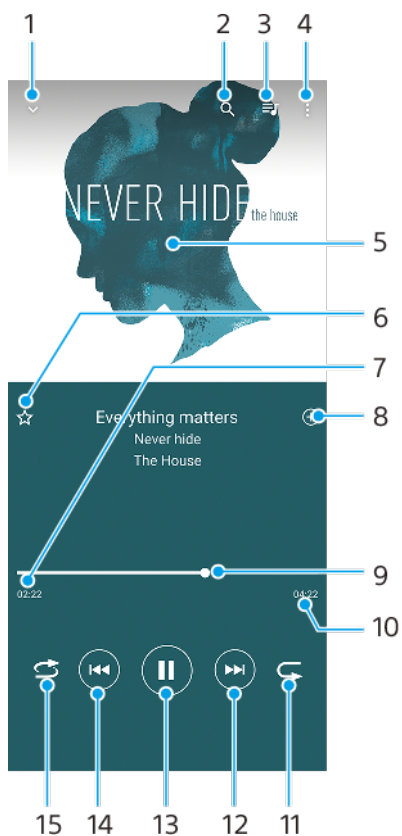 1 2 3 4
NEVER HIDE the house
5
6
7
Everything matters
8
Never hide
The House
9
02:22 04:22
10
15 14 13 12 11